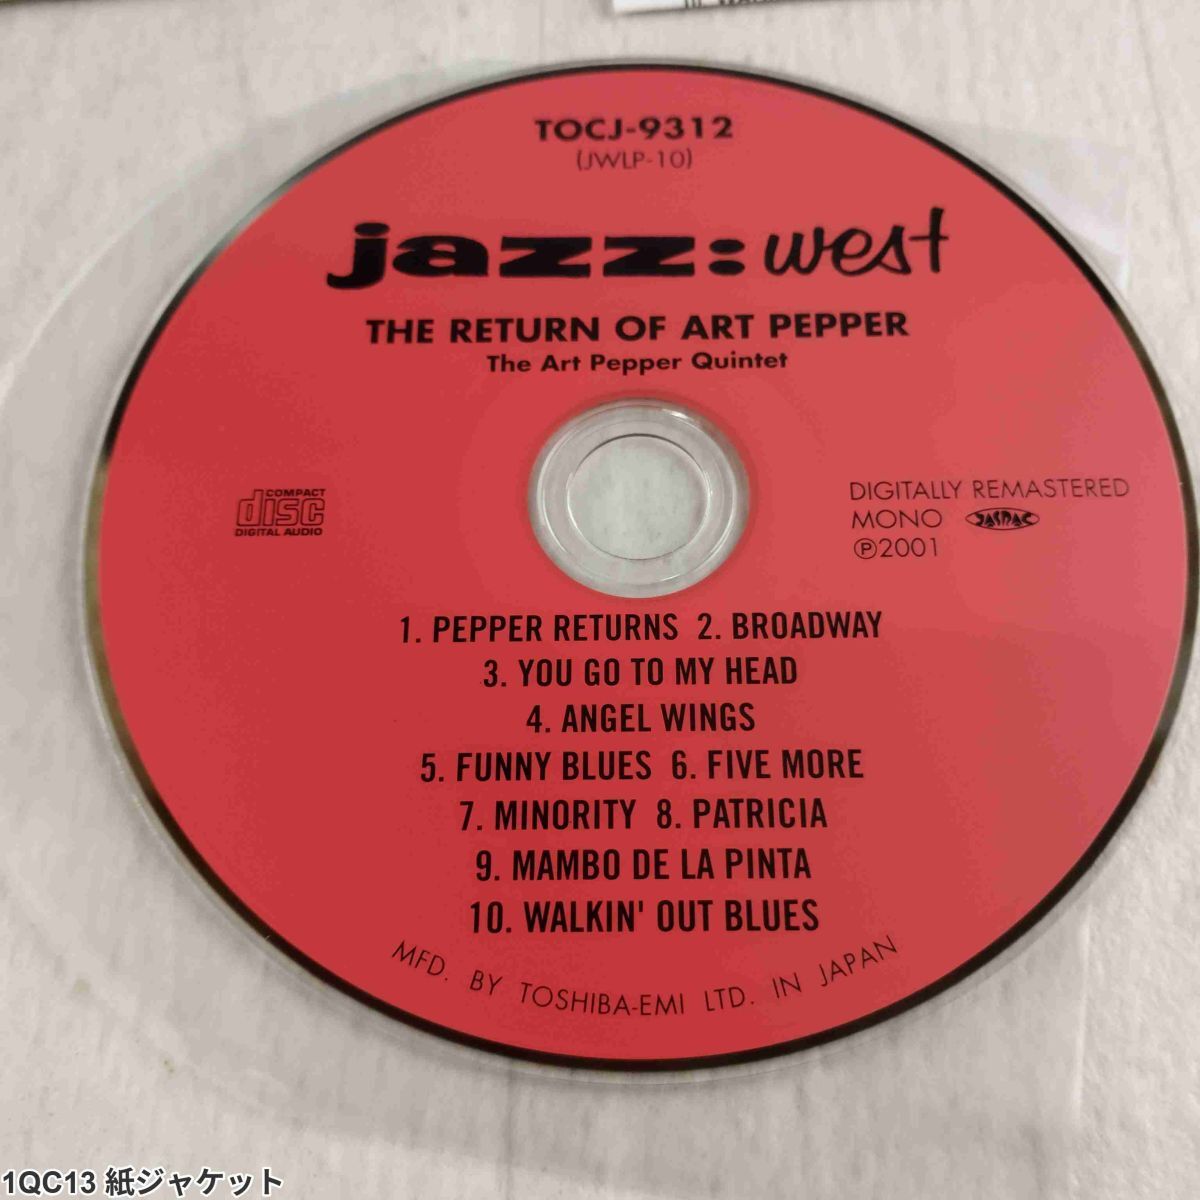 TOCJ-9312
(JWLP-10)
jazz: west
THE RETURN OF ART PEPPER
The Art Pepper Quintet
COMPACT
disc
DIGITAL AUDIO
DIGITALLY REMASTERED
MONO JASRAC
Ⓟ2001
1. PEPPER RETURNS 2. BROADWAY
3. YOU GO TO MY HEAD
4. ANGEL WINGS
5. FUNNY BLUES 6. FIVE MORE
7. MINORITY 8. PATRICIA
9. MAMBO DE LA PINTA
10. WALKIN' OUT BLUES
MFD. BY TOSHIBA-EMI LTD. IN JAPAN
1QC13 紙ジャケット